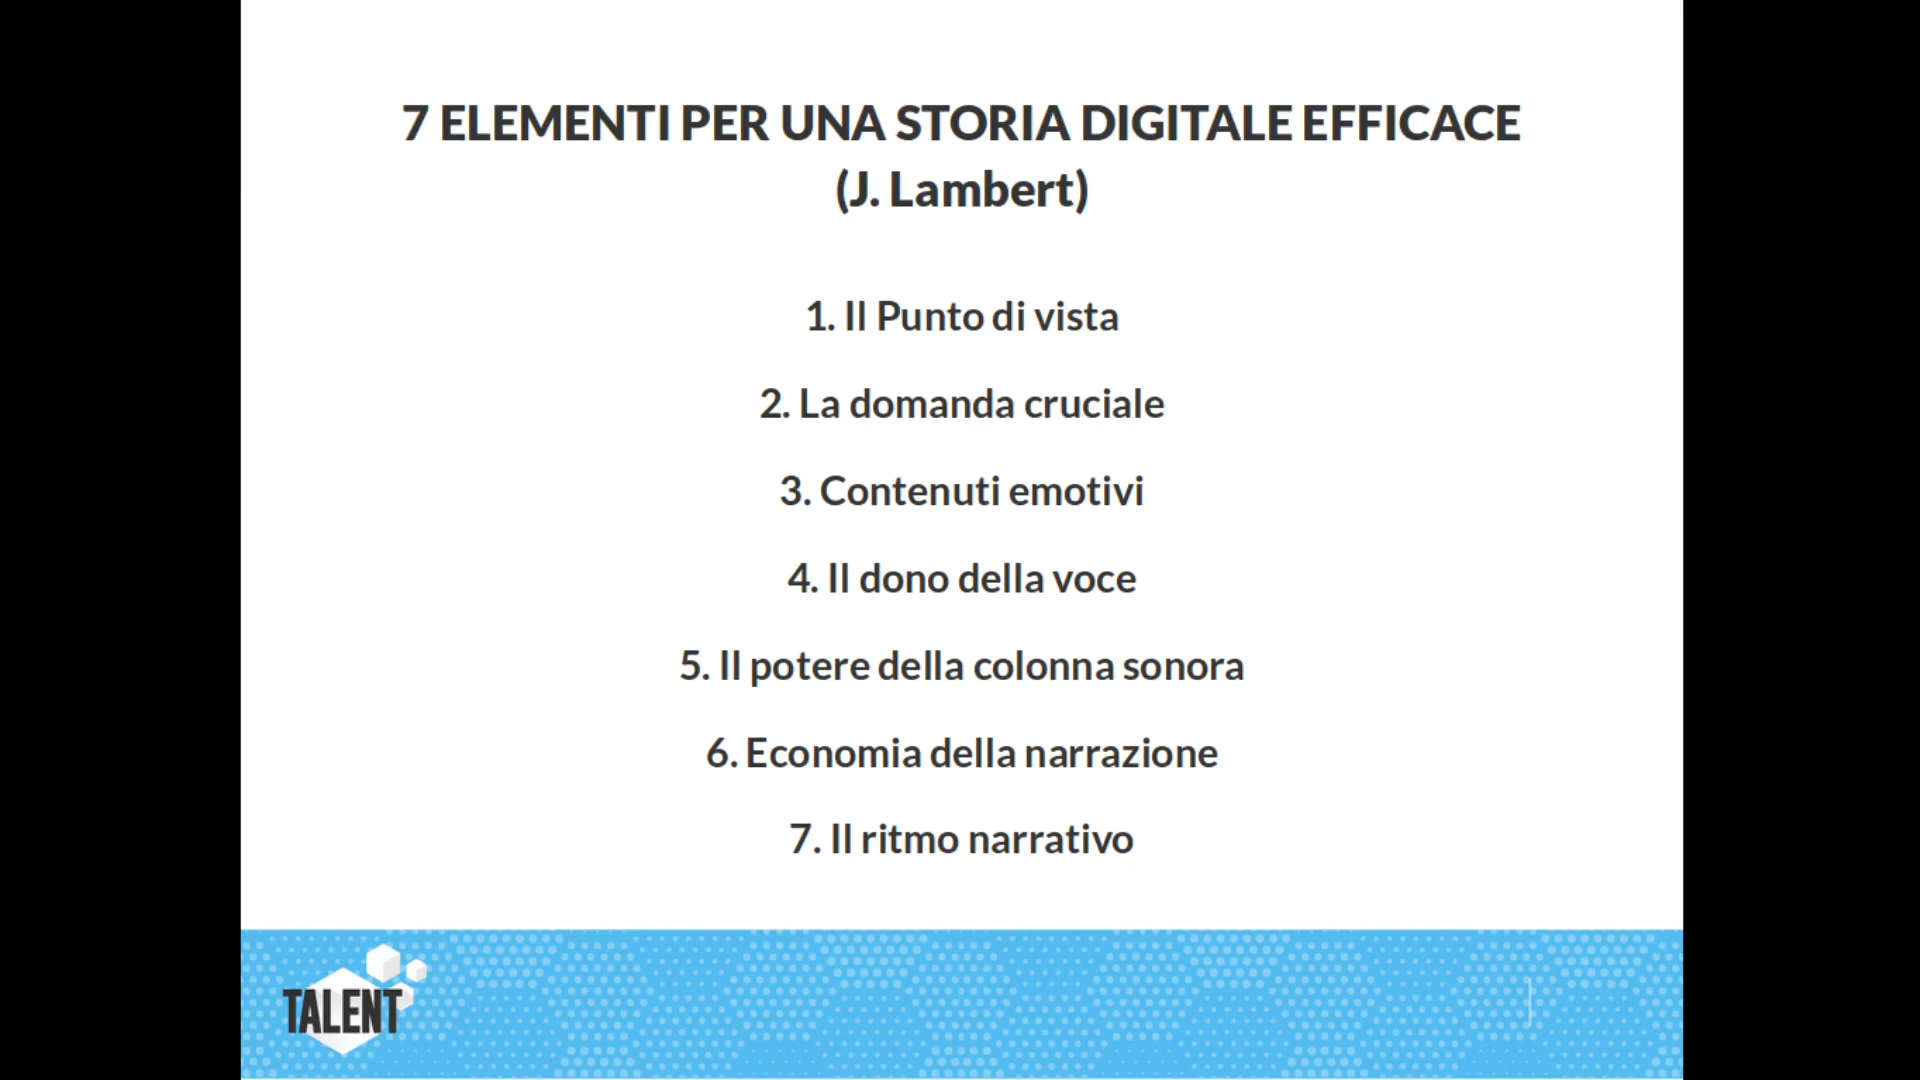 7 ELEMENTI PER UNA STORIA DIGITALE EFFICACE
(J. Lambert)
1. Il Punto di vista
2. La domanda cruciale
3. Contenuti emotivi
4. Il dono della voce
5. Il potere della colonna sonora
6. Economia della narrazione
7. Il ritmo narrativo
TALENT